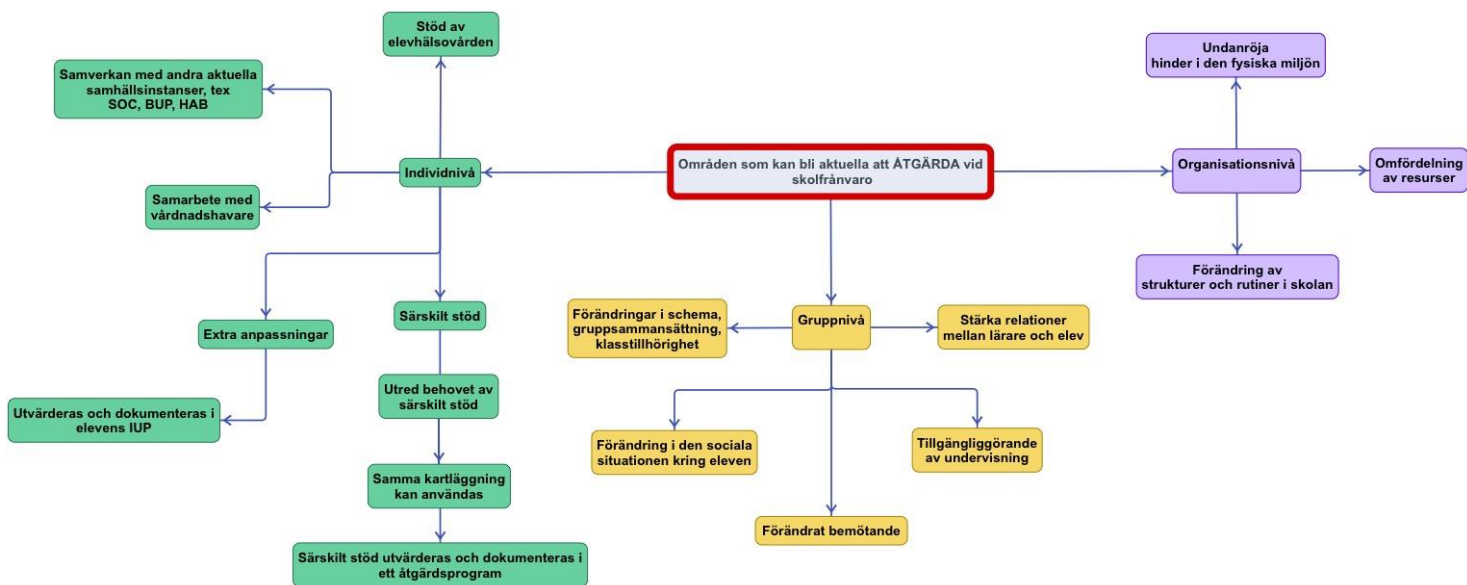 Områden som kan bli aktuella att ÅTGÄRDA vid
skolfrånvaro
Individnivå
Stöd av
elevhälsovården
Samverkan med andra aktuella
samhällsinstanser, tex
SOC, BUP, HAB
Samarbete med
vårdnadshavare
Extra anpassningar
Utvärderas och dokumenteras i
elevens IUP
Särskilt stöd
Utred behovet av
särskilt stöd
Samma kartläggning
kan användas
Särskilt stöd utvärderas och dokumenteras i
ett åtgärdsprogram
Gruppnivå
Förändringar i schema,
gruppsammansättning,
klasstillhörighet
Stärka relationer
mellan lärare och elev
Förändring i den sociala
situationen kring eleven
Tillgängliggörande
av undervisning
Förändrat bemötande
Organisationsnivå
Undanröja
hinder i den fysiska miljön
Omfördelning
av resurser
Förändring av
strukturer och rutiner i skolan